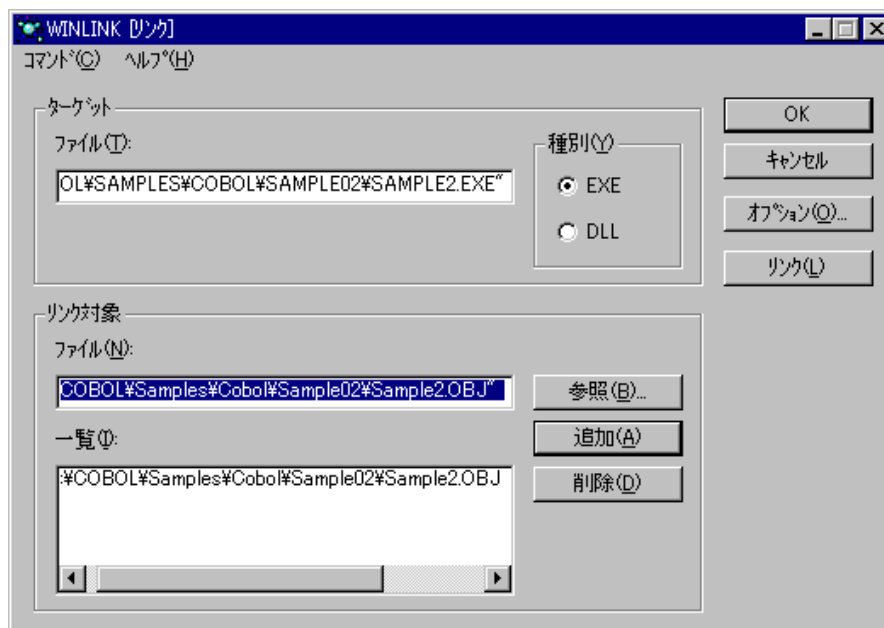 WINLINK [リンク]
コマンド(C) ヘルプ(H)
ターゲット
ファイル(T):
OL¥SAMPLES¥COBOL¥SAMPLE02¥SAMPLE2.EXE"
種別(Y)
EXE
DLL
OK
キャンセル
オプション(O)...
リンク(L)
リンク対象
ファイル(N):
COBOL¥Samples¥Cobol¥Sample02¥Sample2.OBJ"
参照(B)...
追加(A)
削除(D)
一覧(I):
:¥COBOL¥Samples¥Cobol¥Sample02¥Sample2.OBJ